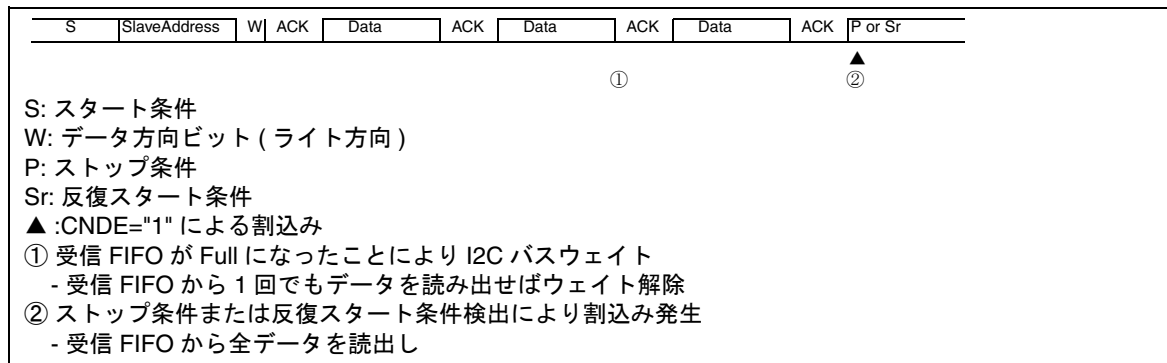 S SlaveAddress W ACK Data ACK Data ACK Data ACK P or Sr
▲
① ②
S: スタート条件
W: データ方向ビット ( ライト方向 )
P: ストップ条件
Sr: 反復スタート条件
▲ :CNDE="1" による割込み
① 受信 FIFO が Full になったことにより I2C バスウェイト
- 受信 FIFO から 1 回でもデータを読み出せばウェイト解除
② ストップ条件または反復スタート条件検出により割込み発生
- 受信 FIFO から全データを読出し